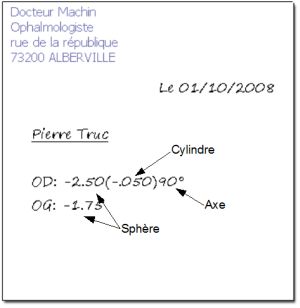 Docteur Machin
Ophalmologiste
rue de la république
73200 ALBERVILLE
Le 01/10/2008
Pierre Truc
Cylindre
OD: -2.50(-.050)90°
Axe
OG: -1.75
Sphère